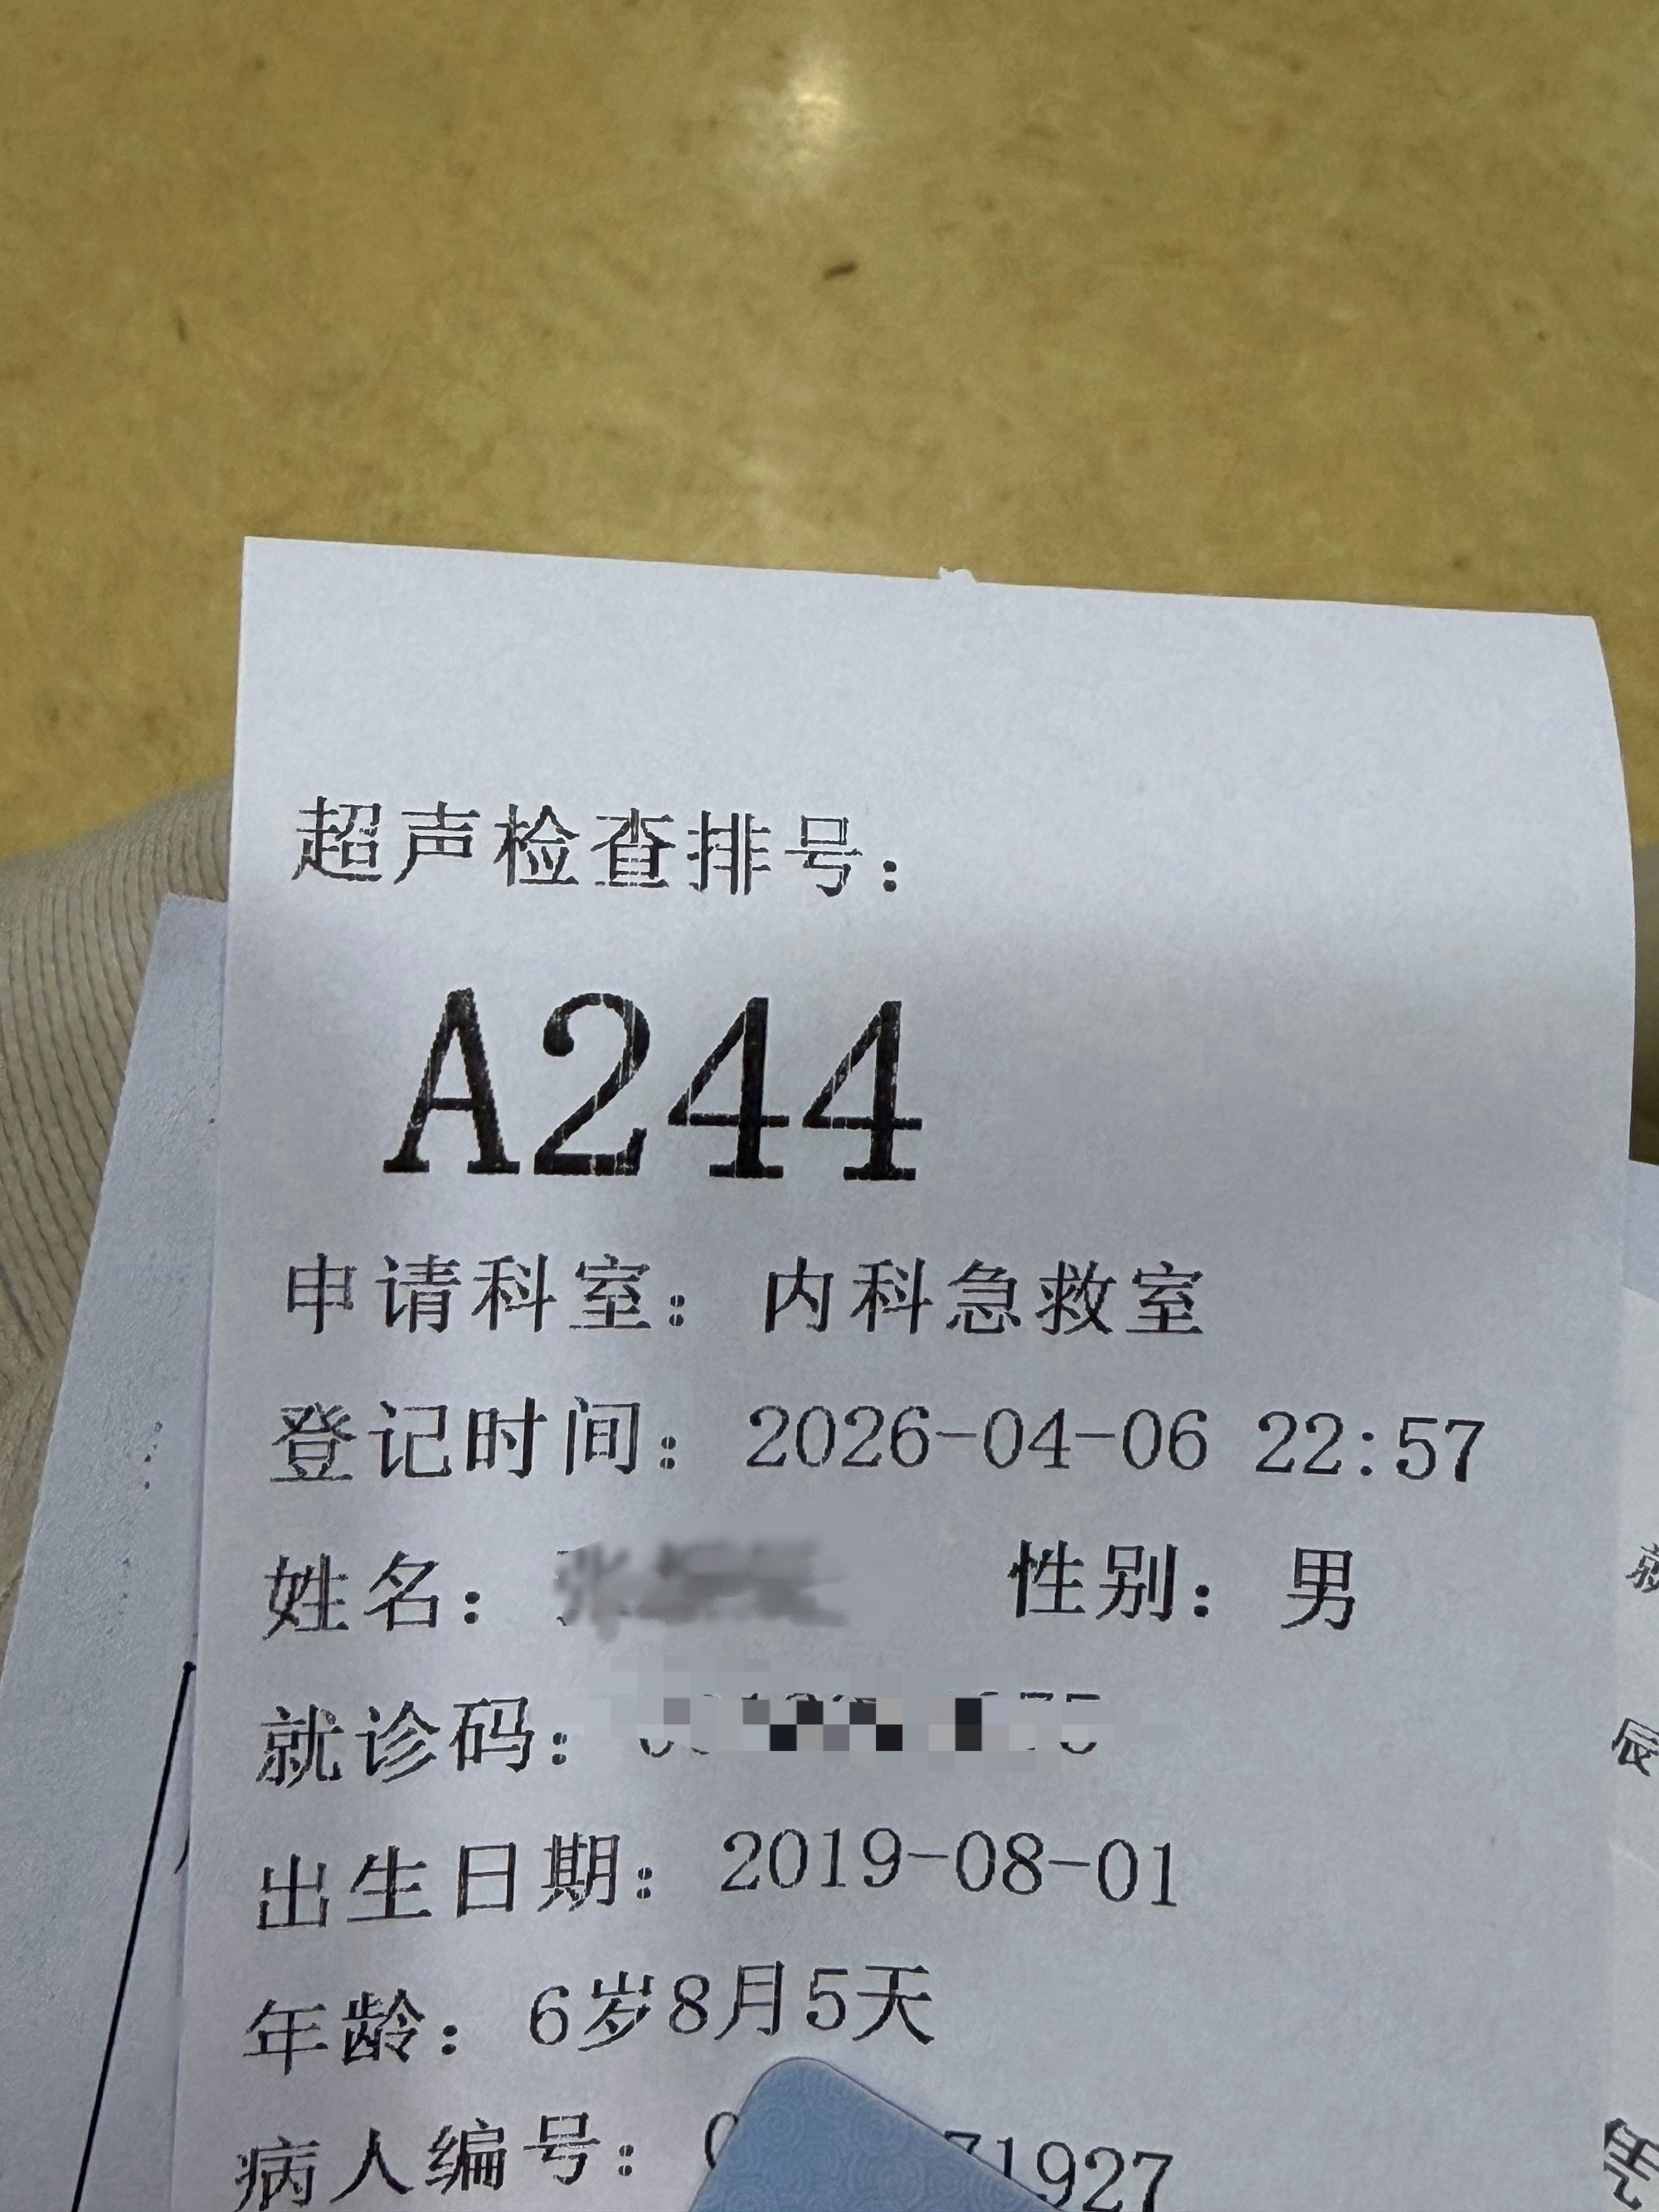 超声检查排号：
A244
申请科室： 内科急救室
登记时间： 2026-04-06 22:57
姓名： 性别： 男
就诊码：
出生日期： 2019-08-01
年龄： 6岁8月5天
病人编号： 71927